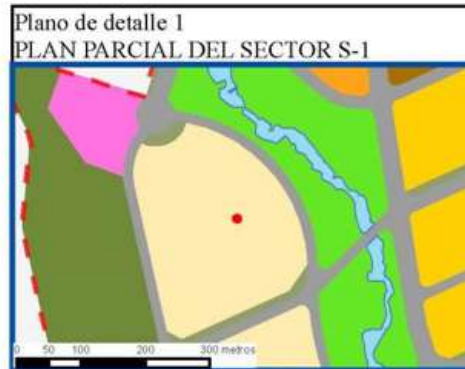 Plano de detalle 1
PLAN PARCIAL DEL SECTOR S-1
0 50 100 200 300 metros